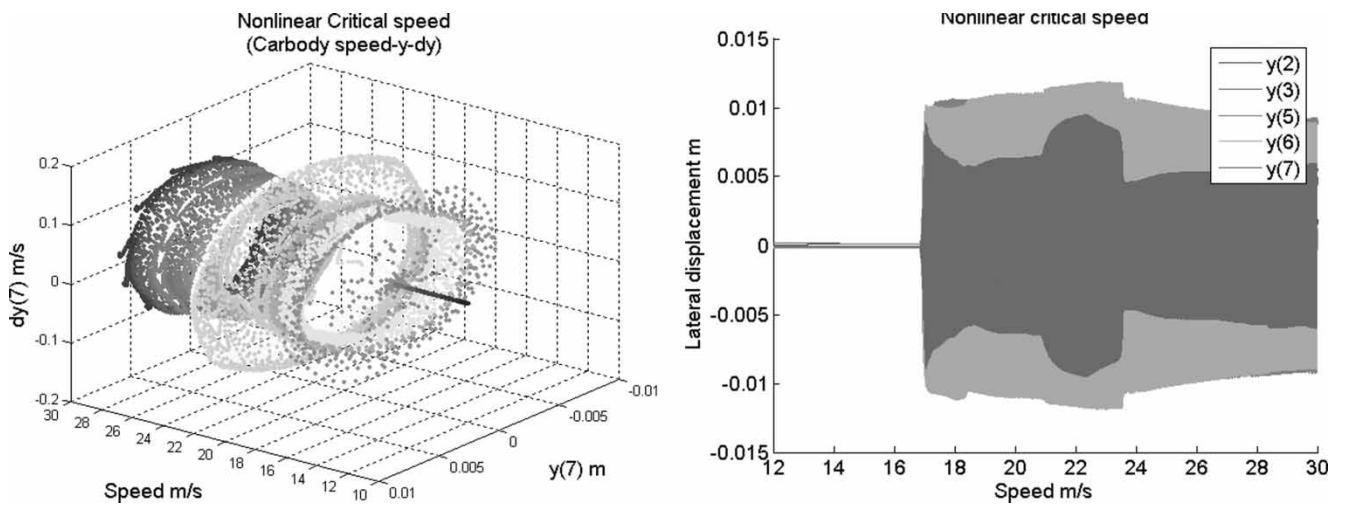 Nonlinear Critical speed
(Carbody speed-y-dy)
0.2
0.1
0
-0.1
-0.2
dy(7) m/s
30
28
26
24
22
20
18
16
14
12
10
Speed m/s
0.01
0.005
0
-0.005
-0.01
y(7) m
Nonlinear critical speed
0.015
0.01
0.005
0
-0.005
-0.01
-0.015
Lateral displacement m
y(2)
y(3)
y(5)
y(6)
y(7)
12 16 18 20 22 24 26 28 30
Speed m/s